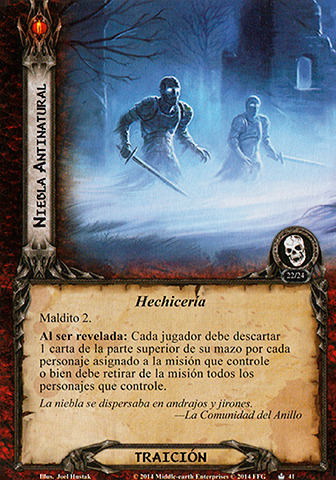 NIEBLA ANTINATURAL
22/24
Hechicería
Maldito 2.
Al ser revelada: Cada jugador debe descartar
1 carta de la parte superior de su mazo por cada
personaje asignado a la misión que controle
o bien debe retirar de la misión todos los
personajes que controle.
La niebla se dispersaba en andrajos y jirones.
—La Comunidad del Anillo
TRAICIÓN
Illus. Joel Hustak © 2014 Middle-earth Enterprises © 2014 FFG 41